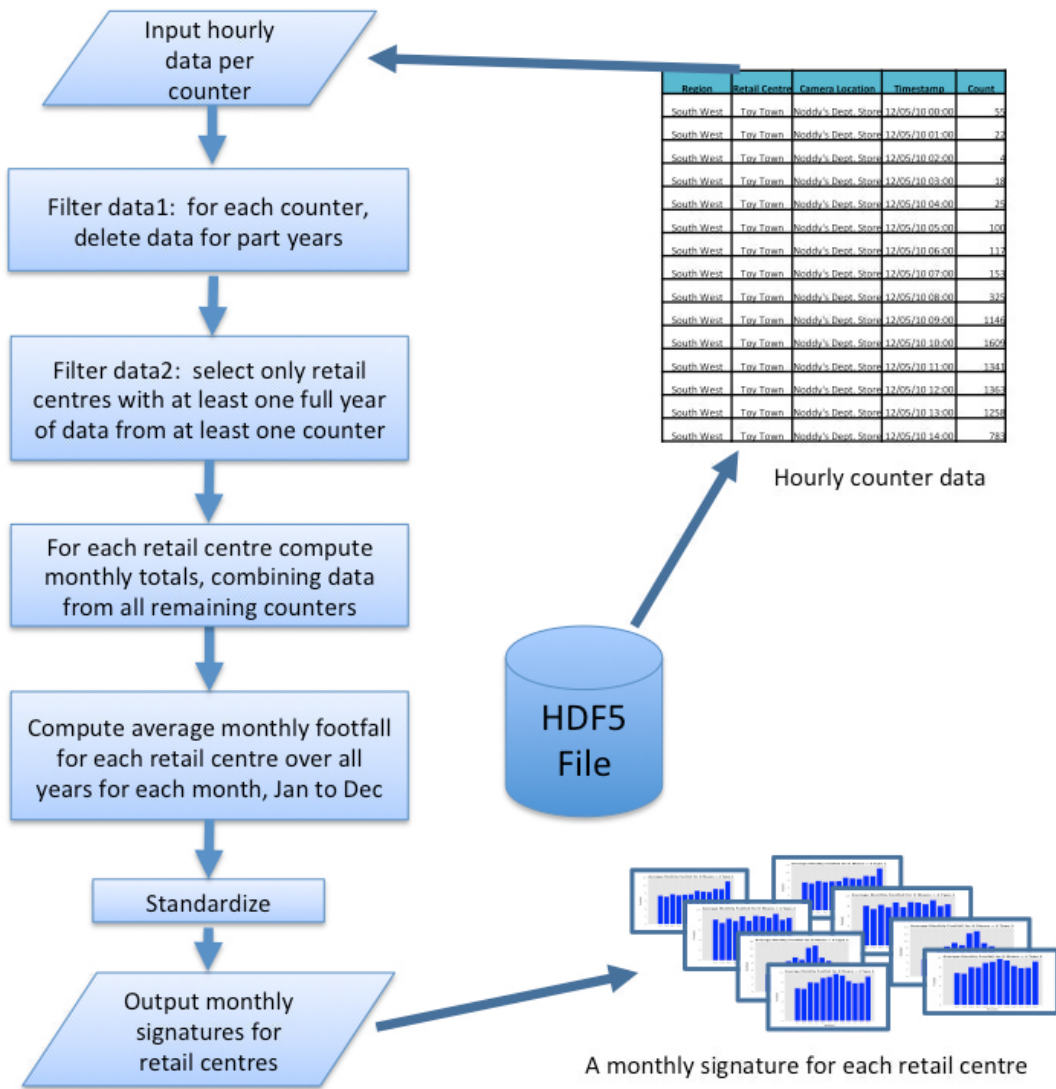 Input hourly
data per
counter
Filter data1:  for each counter,
delete data for part years
Filter data2:  select only retail
centres with at least one full year
of data from at least one counter
For each retail centre compute
monthly totals, combining data
from all remaining counters
Compute average monthly footfall
for each retail centre over all
years for each month, Jan to Dec
Standardize
Output monthly
signatures for
retail centres
Region Retail Centre Camera Location Timestamp Count
South West Toy Town Noddy's Dept. Store 12/05/10 00:00 55
South West Toy Town Noddy's Dept. Store 12/05/10 01:00 22
South West Toy Town Noddy's Dept. Store 12/05/10 02:00 4
South West Toy Town Noddy's Dept. Store 12/05/10 03:00 18
South West Toy Town Noddy's Dept. Store 12/05/10 04:00 25
South West Toy Town Noddy's Dept. Store 12/05/10 05:00 100
South West Toy Town Noddy's Dept. Store 12/05/10 06:00 117
South West Toy Town Noddy's Dept. Store 12/05/10 07:00 153
South West Toy Town Noddy's Dept. Store 12/05/10 08:00 325
South West Toy Town Noddy's Dept. Store 12/05/10 09:00 1146
South West Toy Town Noddy's Dept. Store 12/05/10 10:00 1609
South West Toy Town Noddy's Dept. Store 12/05/10 11:00 1341
South West Toy Town Noddy's Dept. Store 12/05/10 12:00 1363
South West Toy Town Noddy's Dept. Store 12/05/10 13:00 1258
South West Toy Town Noddy's Dept. Store 12/05/10 14:00 783
Hourly counter data
HDF5
File
A monthly signature for each retail centre